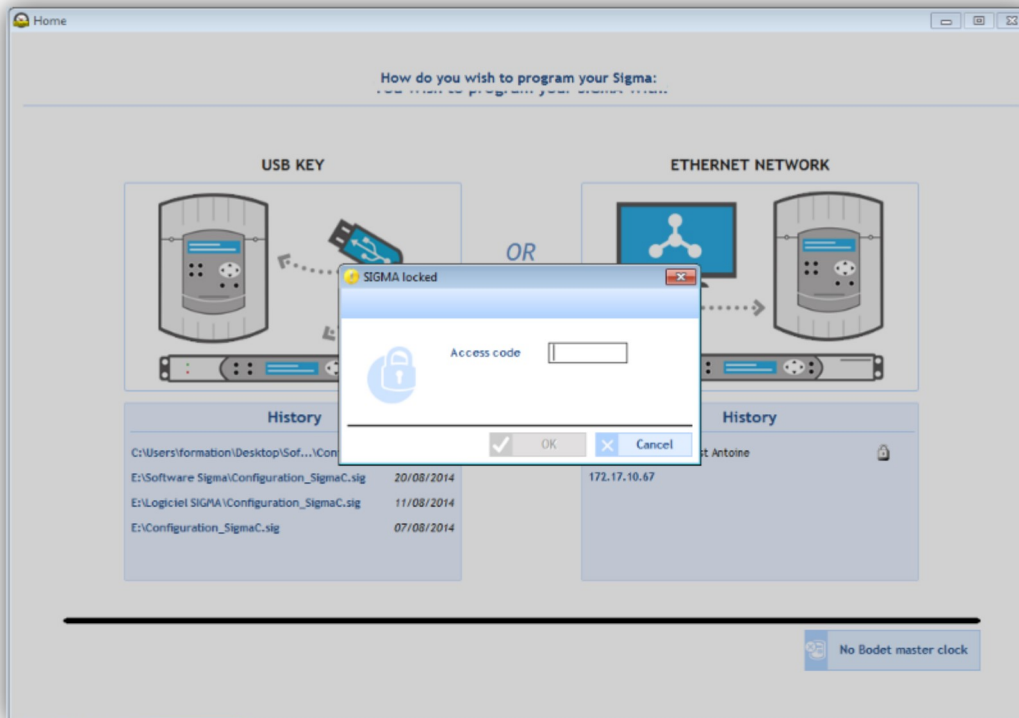 Home
How do you wish to program your Sigma:
USB KEY
ETHERNET NETWORK
OR
SIGMA locked
Access code
OK
Cancel
History
C:\Users\formation\Desktop\Sof...\Con
E:\Software Sigma\Configuration_SigmaC.sig 20/08/2014
E:\Logiciel SIGMA\Configuration_SigmaC.sig 11/08/2014
E:\Configuration_SigmaC.sig 07/08/2014
History
st Antoine
172.17.10.67
No Bodet master clock